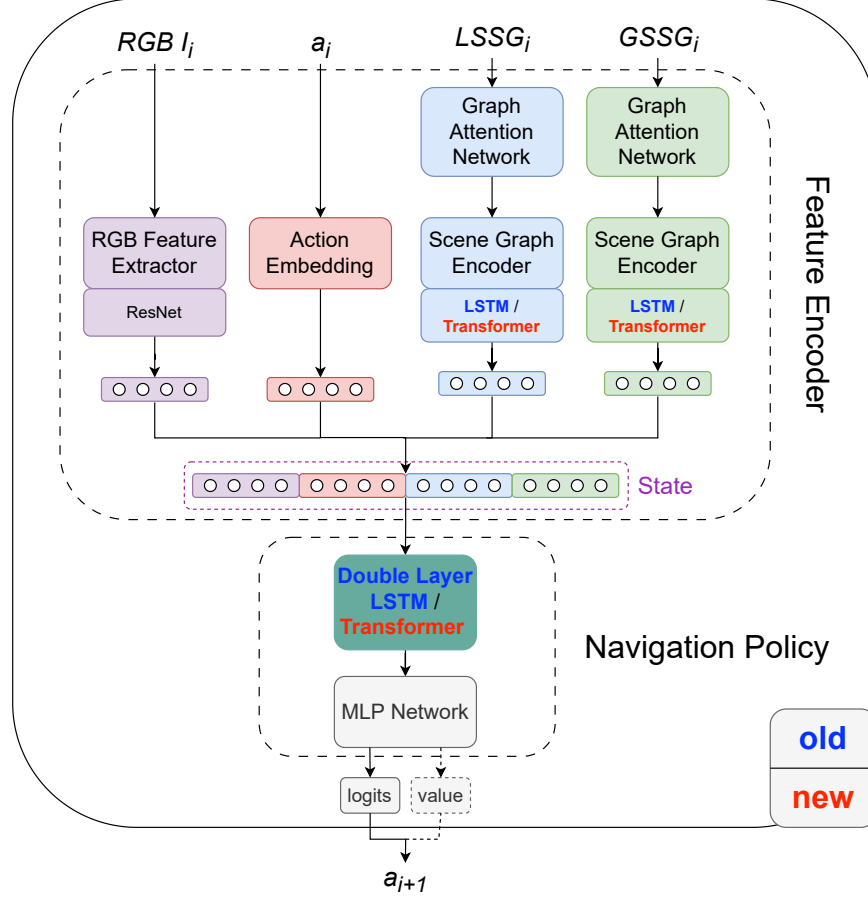 RGB I_i
a_i
LSSG_i
GSSG_i
Graph
Attention
Network
Graph
Attention
Network
RGB Feature
Extractor
ResNet
Action
Embedding
Scene Graph
Encoder
LSTM /
Transformer
Scene Graph
Encoder
LSTM /
Transformer
Feature Encoder
State
Double Layer
LSTM /
Transformer
MLP Network
Navigation Policy
logits
value
a_{i+1}
old
new